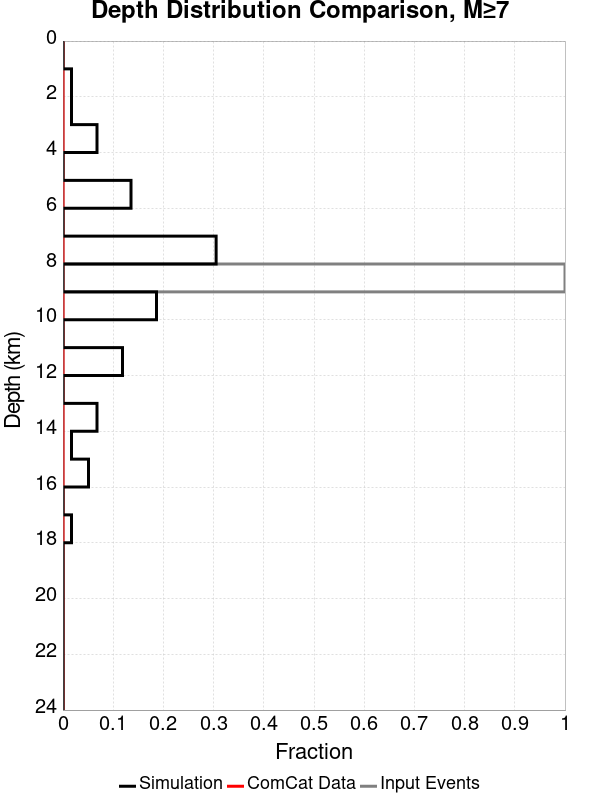 Depth Distribution Comparison, M≥7
0
2
4
6
8
10
12
14
16
18
20
22
24
Depth (km)
0 0.1 0.2 0.3 0.4 0.5 0.6 0.7 0.8 0.9 1
Fraction
Simulation ComCat Data Input Events